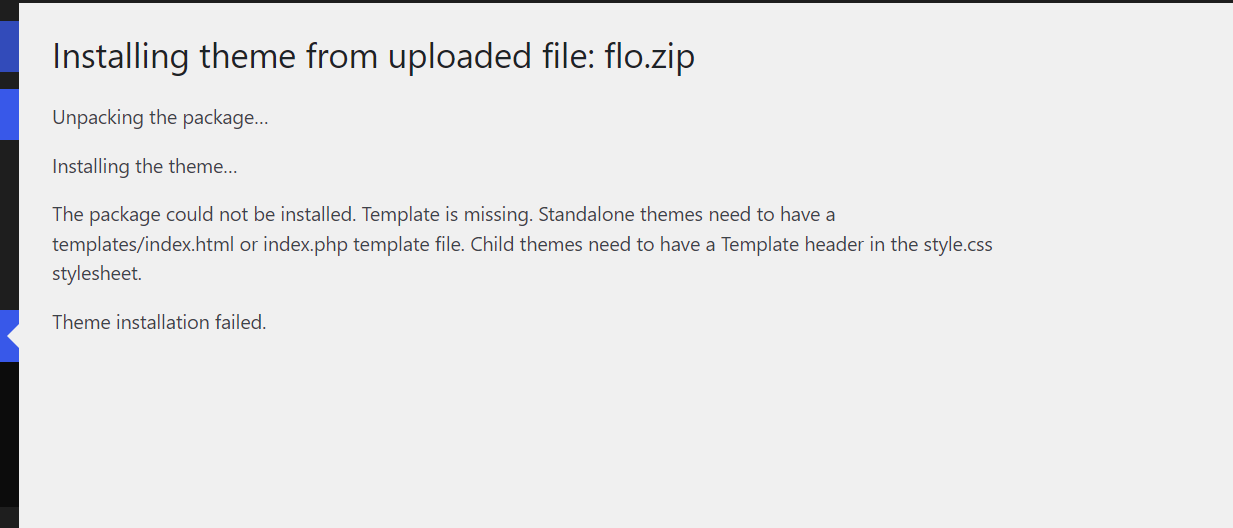 Installing theme from uploaded file: flo.zip
Unpacking the package…
Installing the theme…
The package could not be installed. Template is missing. Standalone themes need to have a
templates/index.html or index.php template file. Child themes need to have a Template header in the style.css
stylesheet.
Theme installation failed.